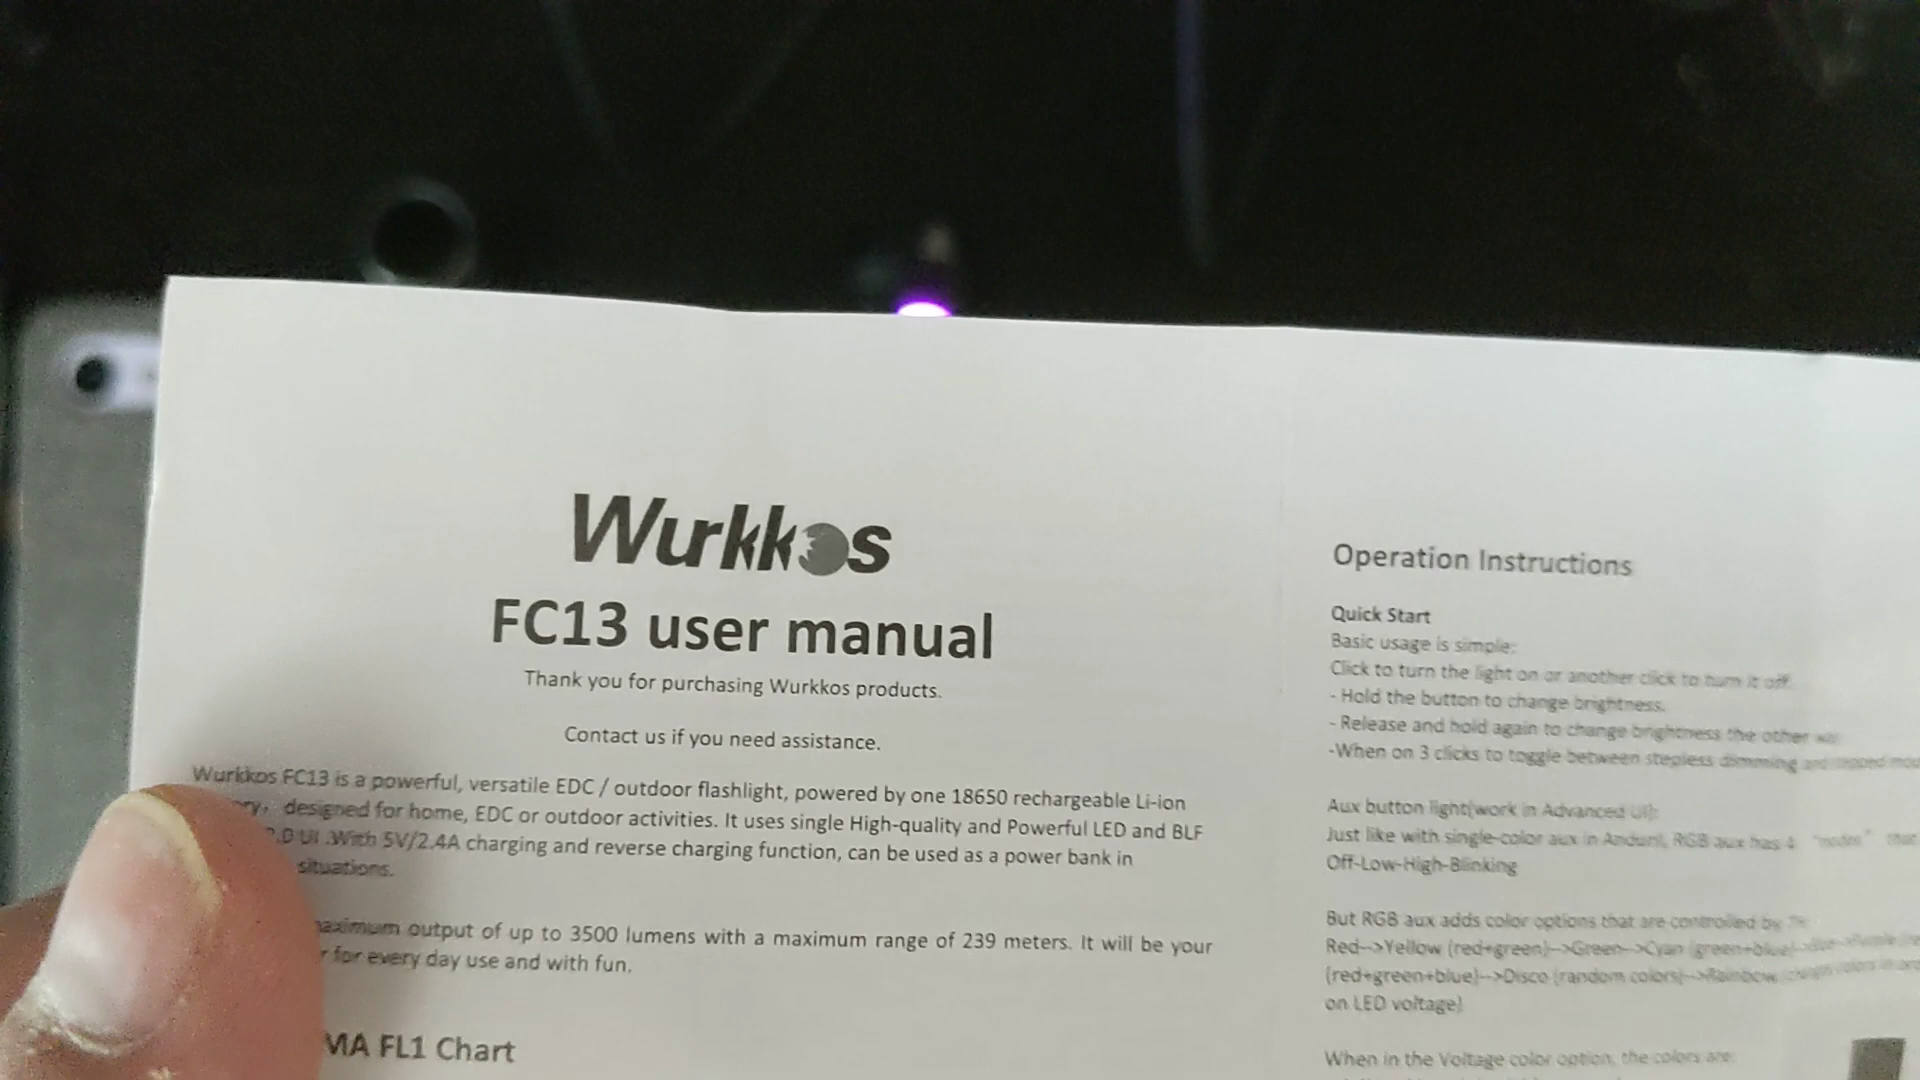 Wurkkos
FC13 user manual
Thank you for purchasing Wurkkos products.
Contact us if you need assistance.
Wurkkos FC13 is a powerful, versatile EDC / outdoor flashlight, powered by one 18650 rechargeable Li-ion
designed for home, EDC or outdoor activities. It uses single High-quality and Powerful LED and BLF
UI .With 5V/2.4A charging and reverse charging function, can be used as a power bank in
situations.
maximum output of up to 3500 lumens with a maximum range of 239 meters. It will be your
for every day use and with fun.
MA FL1 Chart
Operation Instructions
Quick Start
Basic usage is simple:
Click to turn the light on or another click to turn it off.
- Hold the button to change brightness.
- Release and hold again to change brightness the other
-When on 3 clicks to toggle between stepless dimming and
Aux button light(work in Advanced UI):
Just like with single-color aux in Anduril, RGB aux has 4 that
Off-Low-High-Blinking
But RGB aux adds color options that are controlled by
Red-->Yellow (red+green)-->Green-->Cyan (green+blue)
(red+green+blue)-->Disco (random colors)-->Rainbow
on LED voltage)
When in the Voltage color option, the colors are